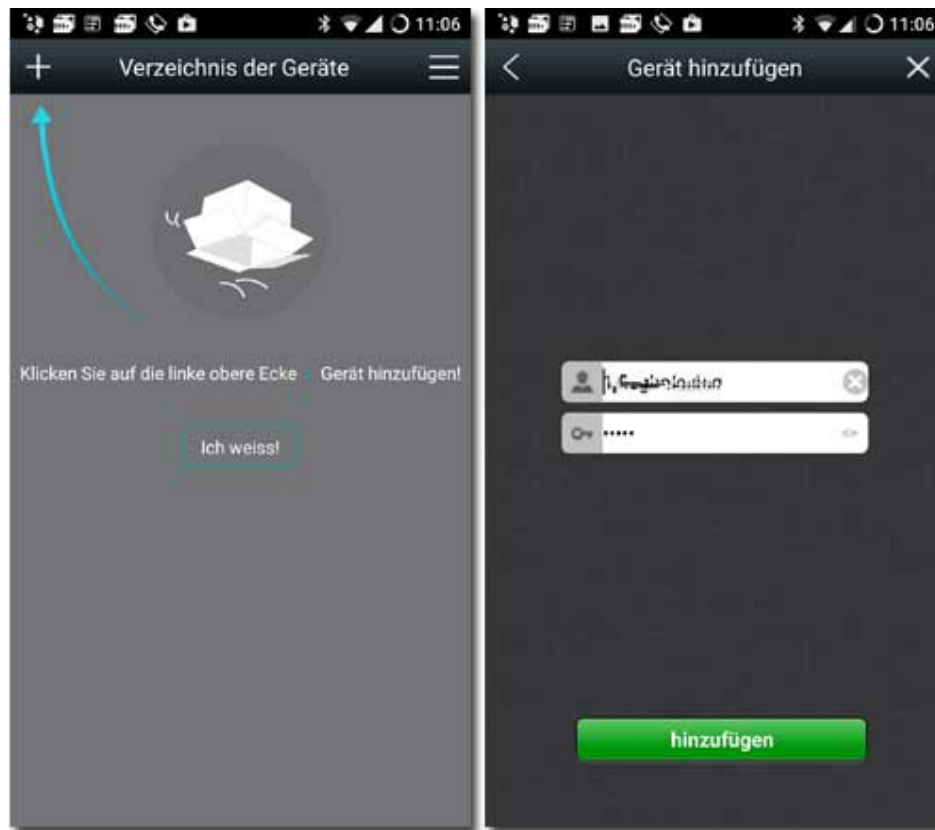 11:06
Verzeichnis der Geräte
Klicken Sie auf die linke obere Ecke + Gerät hinzufügen!
Ich weiss!
11:06
Gerät hinzufügen
•••••
hinzufügen